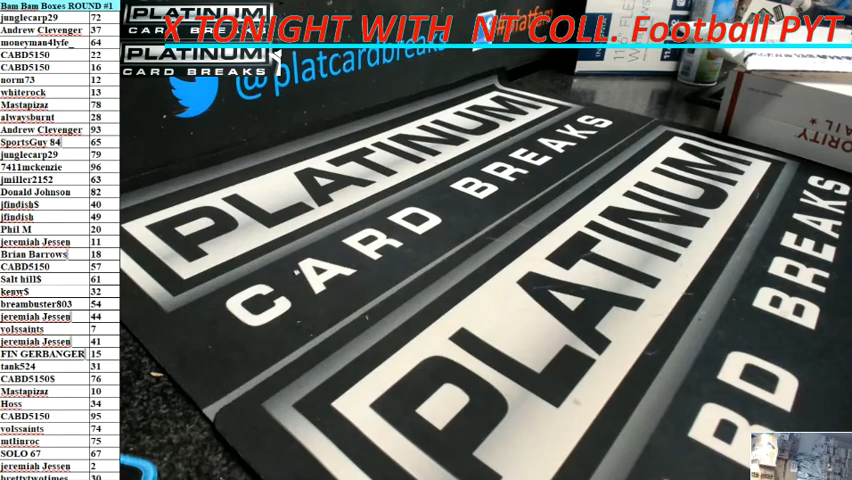 Bam Bam Boxes ROUND #1
junglecarp29 72
Andrew Clevenger 37
moneyman4lyfe_ 64
CABD5150 22
CABD5150 16
norm73 12
whiterock 13
Mastapizaz 78
alwaysburnt 28
Andrew Clevenger 93
SportsGuy 84 65
junglecarp29 79
7411mckenzie 96
jmiller2152 63
Donald Johnson 82
jfindish$ 40
jfindish 49
Phil M 20
jeremiah Jessen 11
Brian Barrows 18
CABD5150 57
Salt hill$ 61
kenw$ 32
breambuster803 54
jeremiah Jessen 44
volssaints 7
jeremiah Jessen 41
FIN GERBANGER 15
tank524 31
CABD5150$ 76
Mastapizaz 10
Hoss 34
CABD5150 95
volssaints 74
mtlinroc 75
SOLO 67 67
jeremiah Jessen 2
brettytwotimes 30
X TONIGHT WITH NT COLL. Football PYT
PLATINUM
CARD BREAKS
PLATINUM
CARD BREAKS
@platcardbreaks
PLATINUM
CARD BREAKS
PLATINUM
RD BREAKS
ORITY
AIL